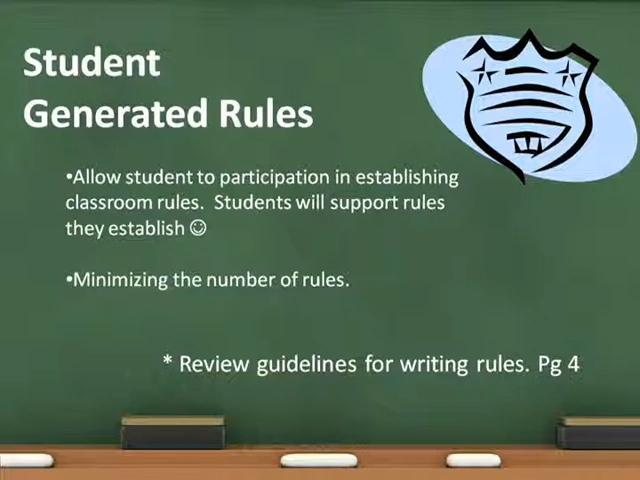 Student
Generated Rules
•Allow student to participation in establishing
classroom rules.  Students will support rules
they establish ☺
•Minimizing the number of rules.
* Review guidelines for writing rules. Pg 4